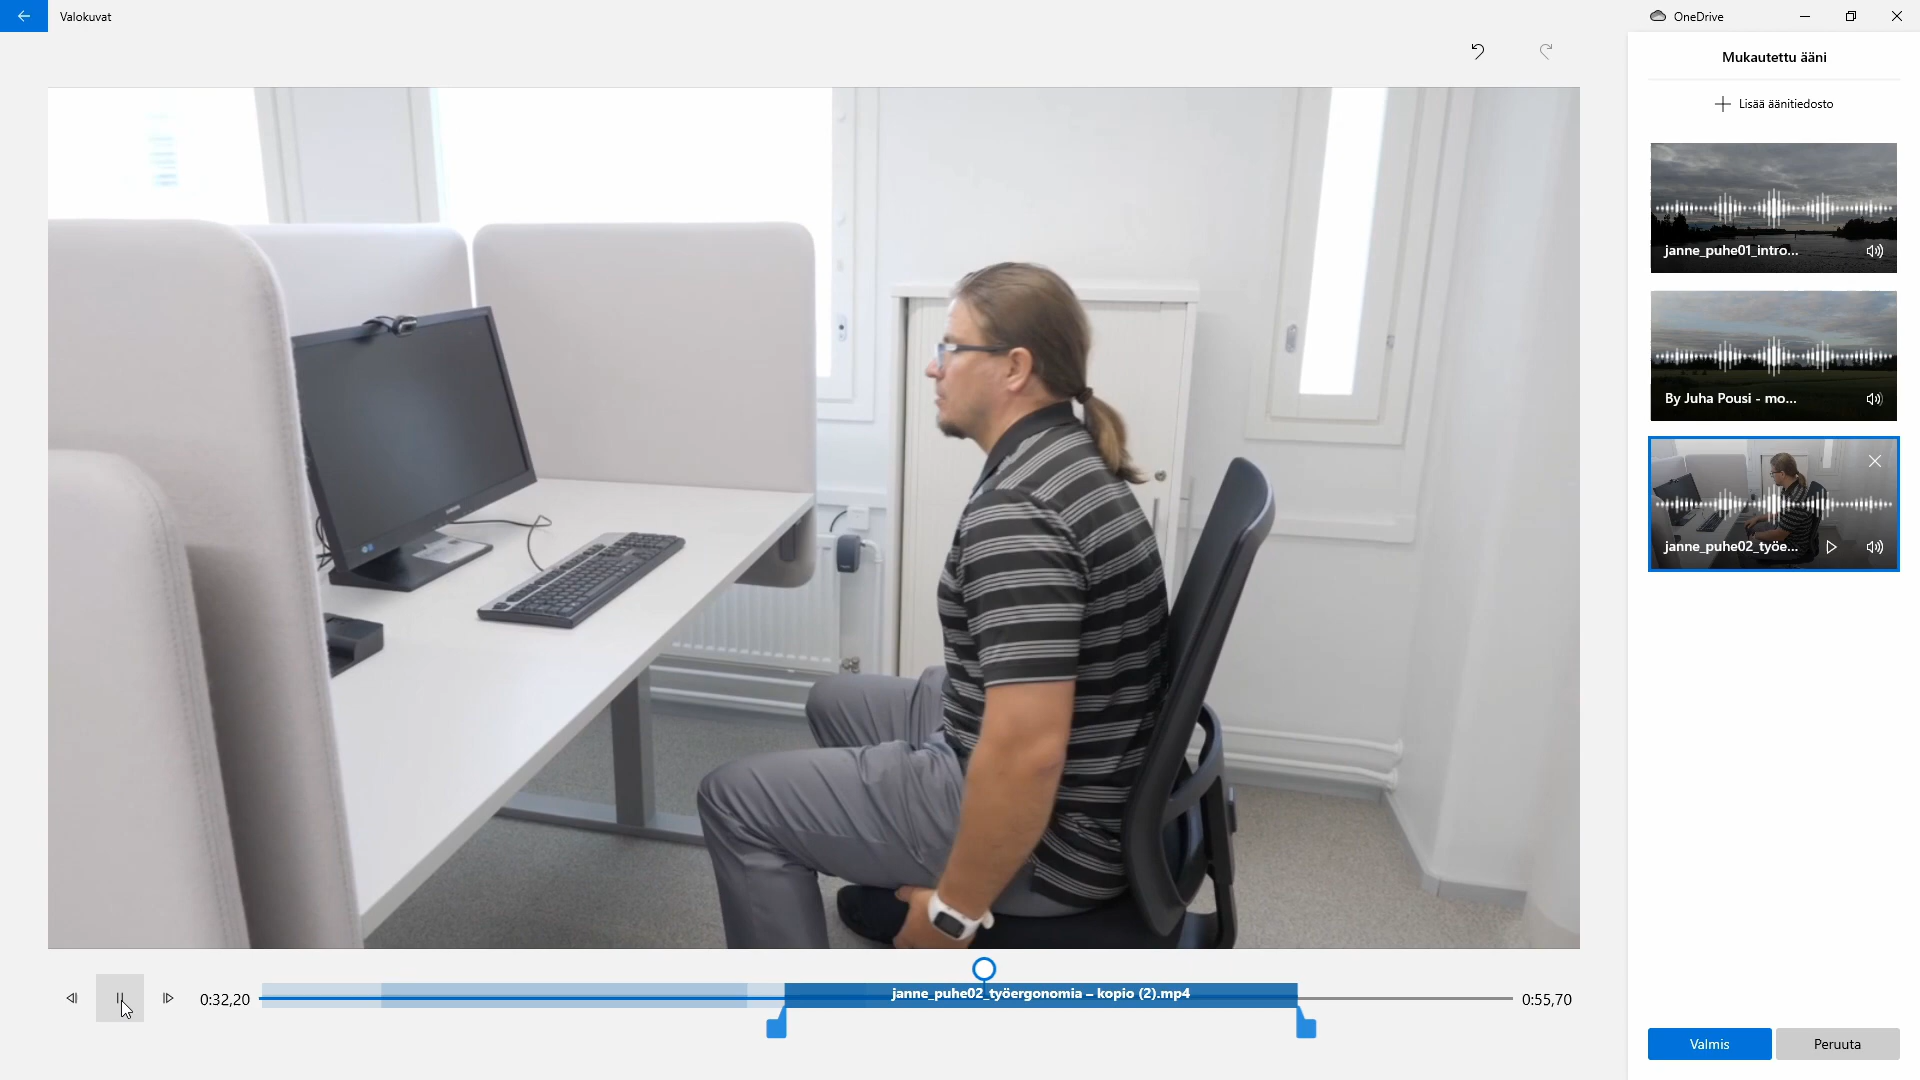 Valokuvat
OneDrive
Mukautettu ääni
Lisää äänitiedosto
janne_puhe01_intro...
By Juha Pousi - mo...
janne_puhe02_työe...
SAMSUNG
0:32,20
janne_puhe02_työergonomia – kopio (2).mp4
0:55,70
Valmis
Peruuta